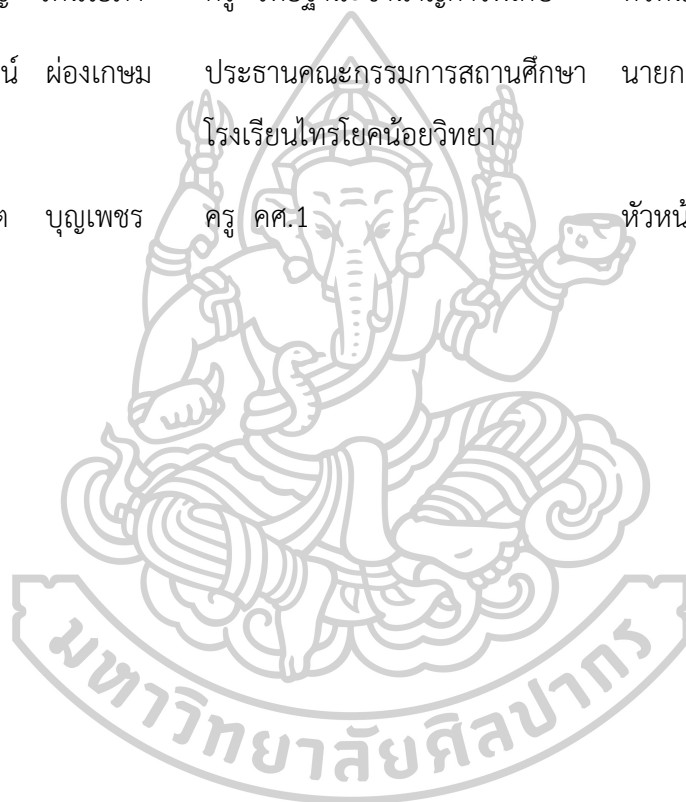 น์ ผ่องเกษม ประธานคณะกรรมการสถานศึกษา นายก
โรงเรียนไทรโยคน้อยวิทยา
ต บุญเพชร ครู คศ.1 หัวหน้
มหาวิทยาลัยศิลปากร